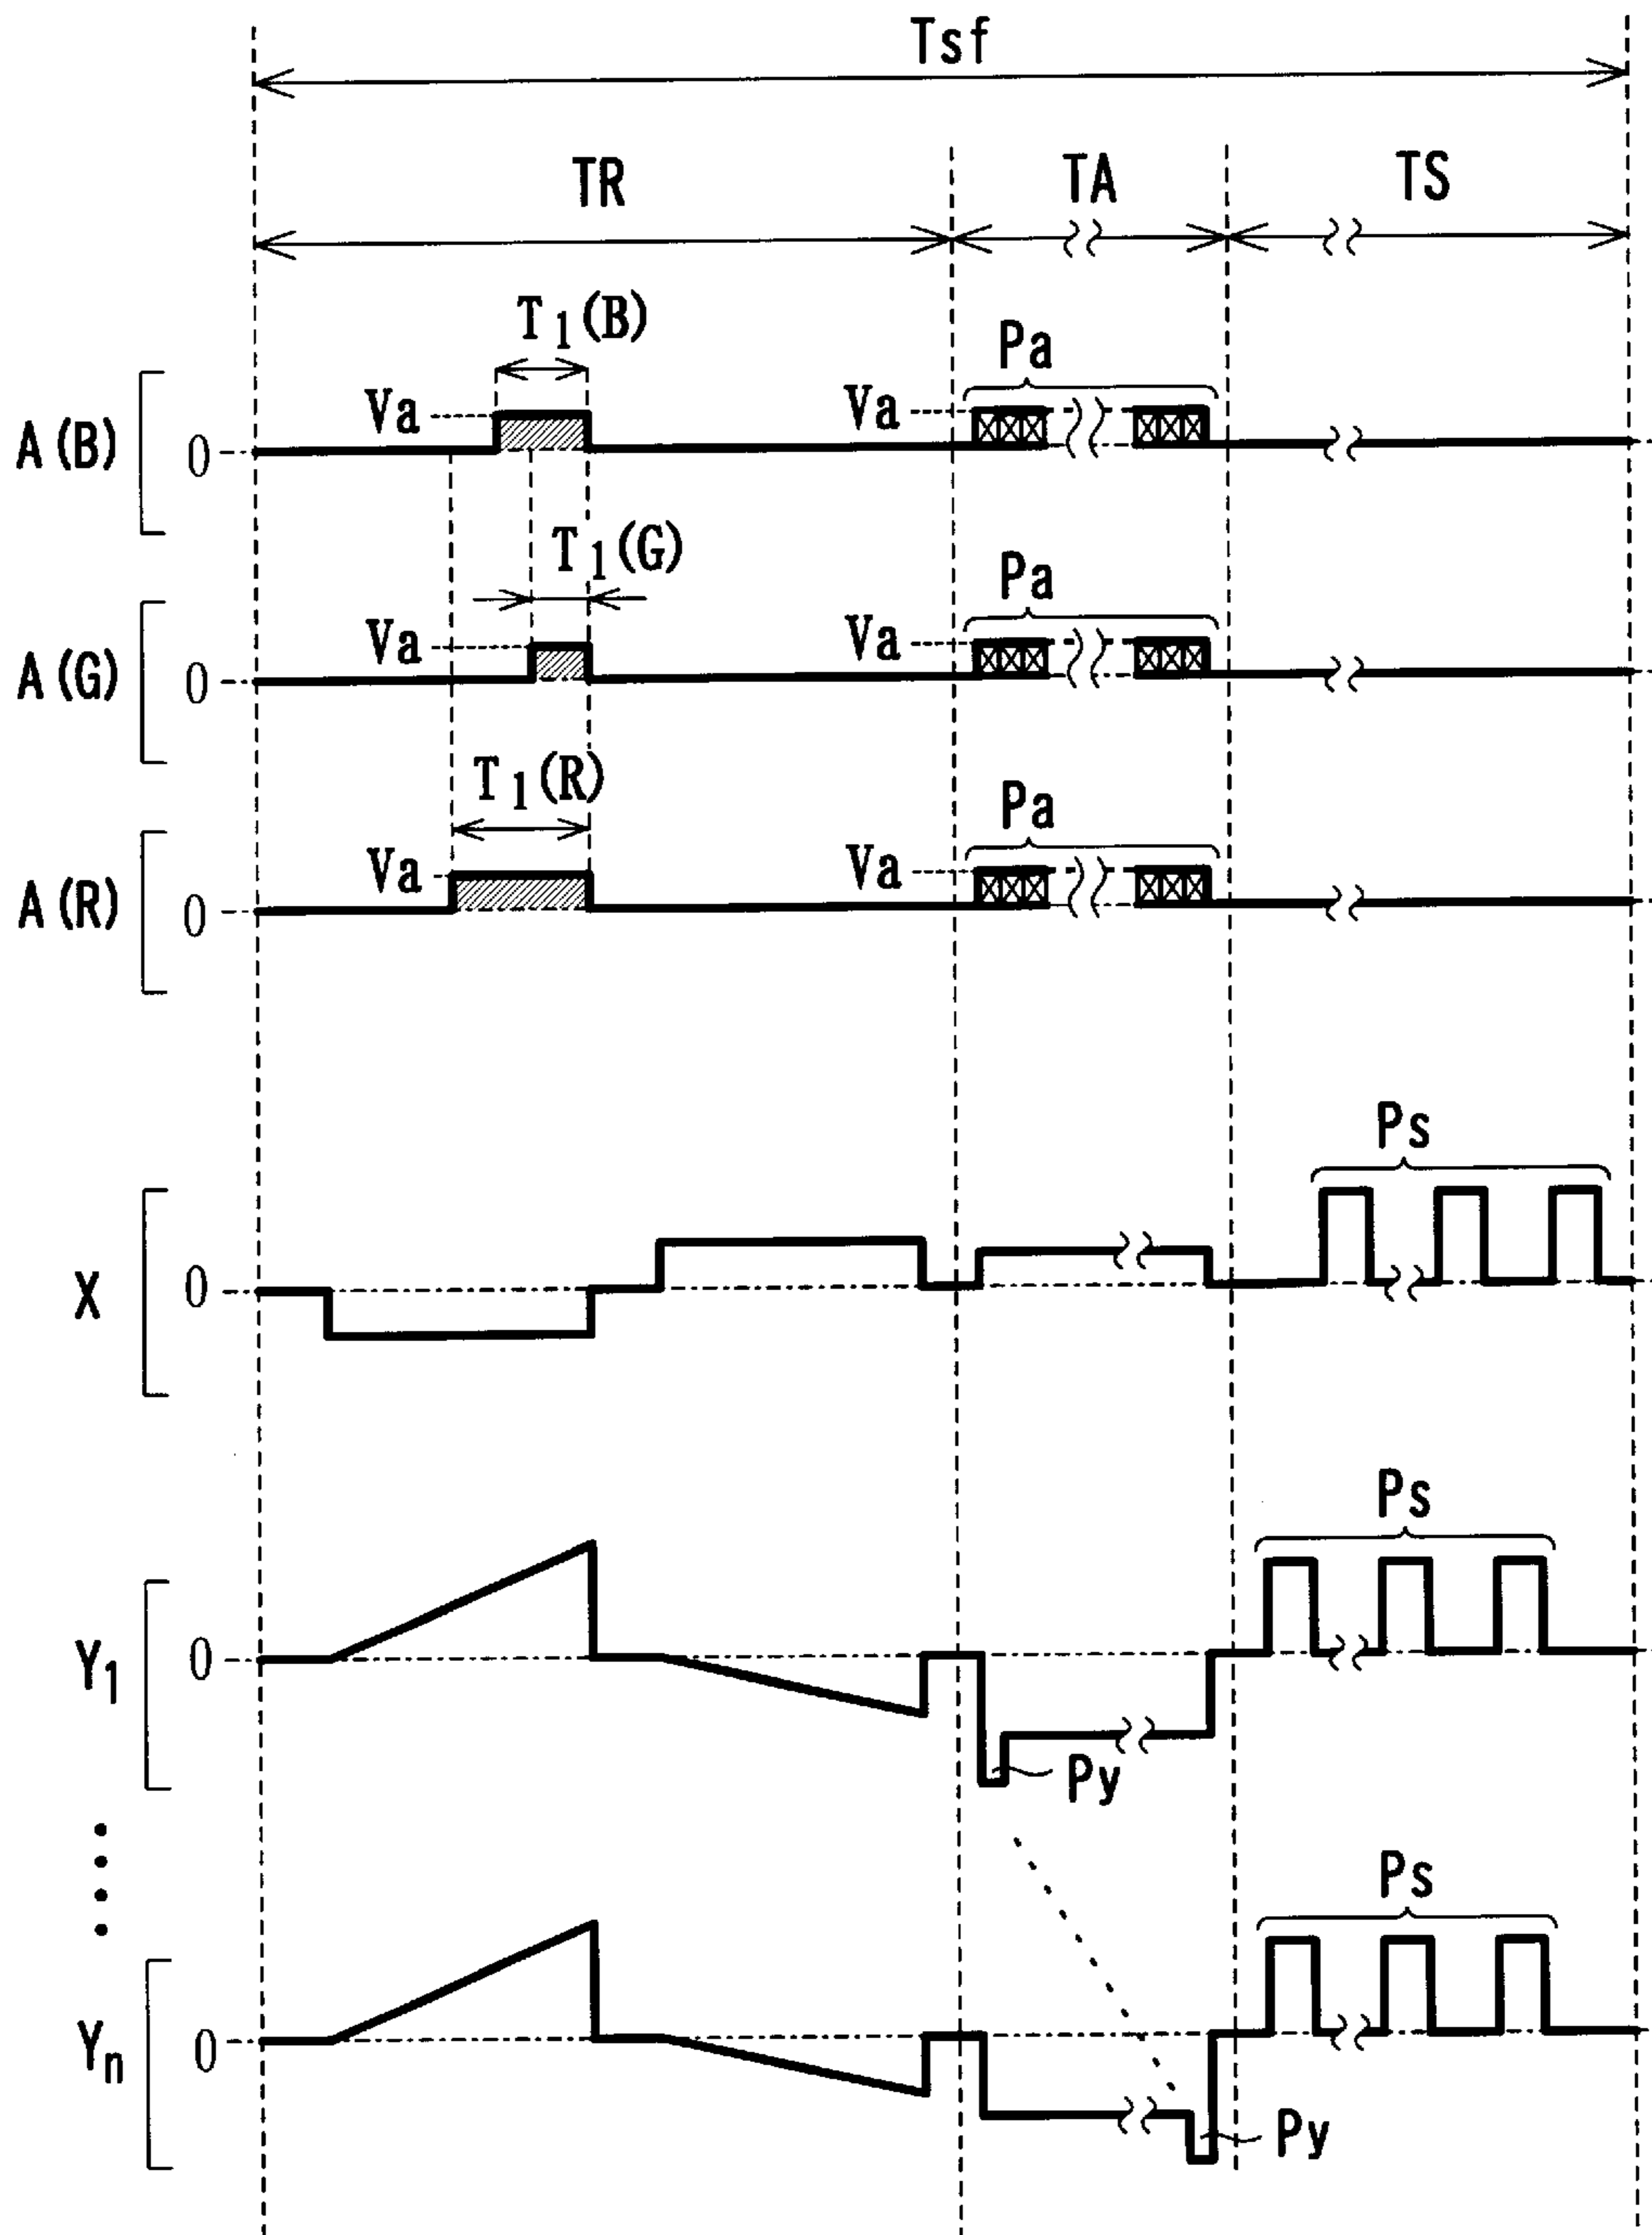 Tsf
TR TA TS
T1(B)
Pa
Va Va
A(B) 0
T1(G)
Pa
Va Va
A(G) 0
T1(R)
Pa
Va Va
A(R) 0
Ps
X 0
Ps
Y1 0
Py
Ps
Yn 0
Py